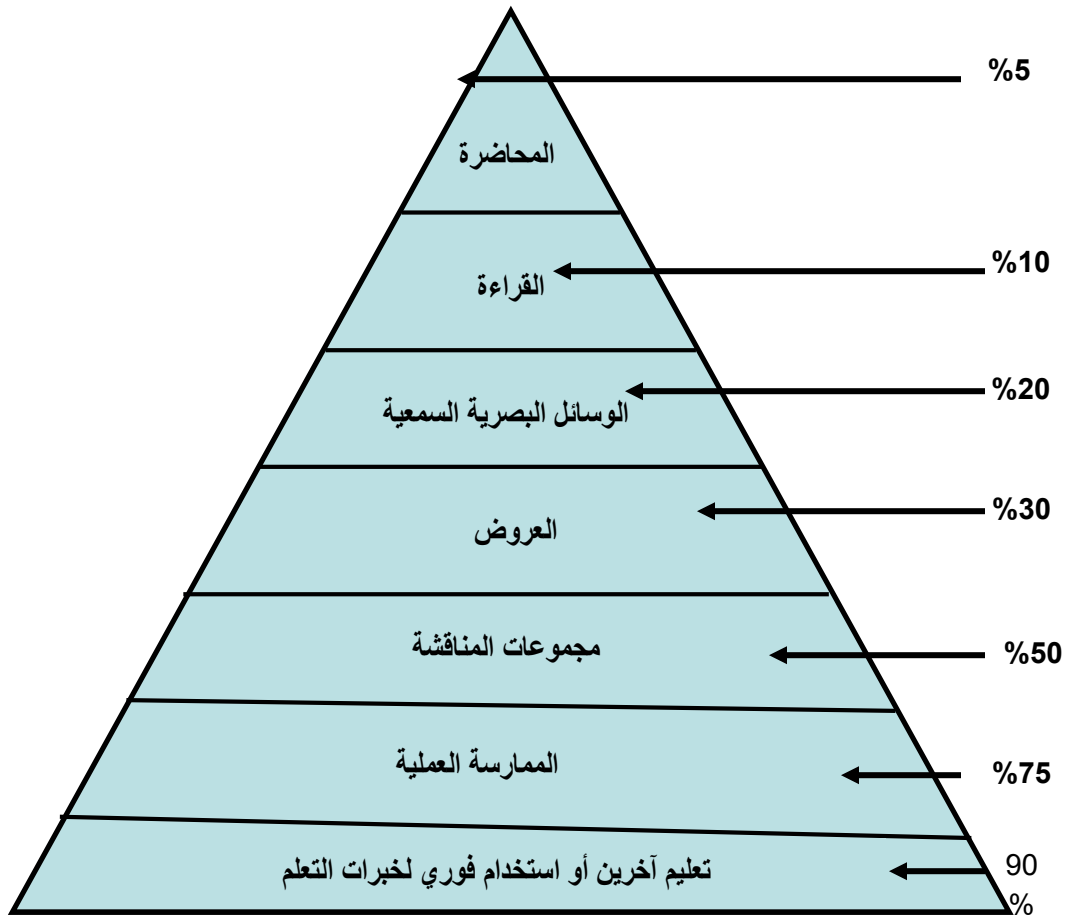 %5
المحاضرة
%10
القراءة
%20
الوسائل البصرية السمعية
%30
العروض
%50
مجموعات المناقشة
%75
الممارسة العملية
90
%
تعليم آخرين أو استخدام فوري لخبرات التعلم